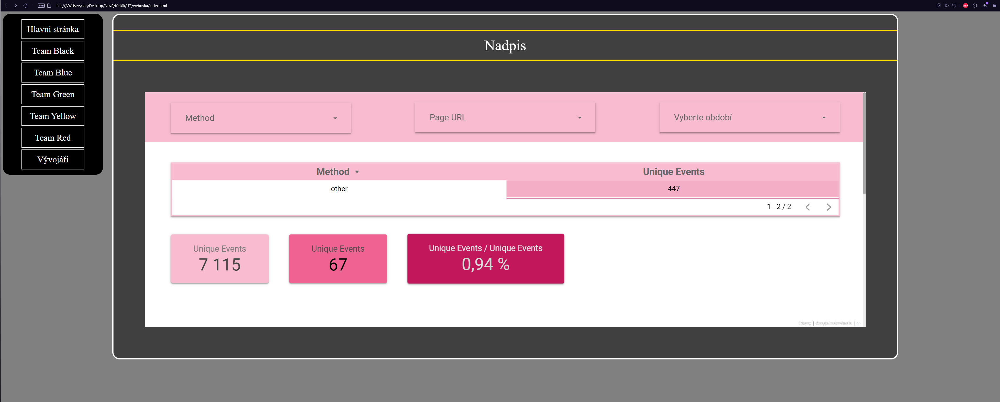 VPN
file:///C:/Users/Jan/Desktop/Nová/třeťák/ITE/webovka/index.html
ABP
Hlavní stránka
Team Black
Team Blue
Team Green
Team Yellow
Team Red
Vývojáři
Nadpis
Method
Page URL
Vyberte období
Method
Unique Events
other
447
1 - 2 / 2
Unique Events
7 115
Unique Events
67
Unique Events / Unique Events
0,94 %
Privacy
Google Looker Studio